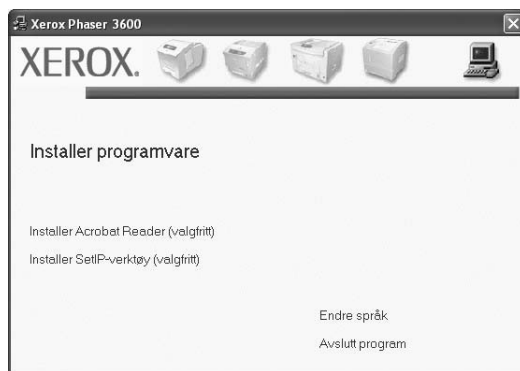 Xerox Phaser 3600
XEROX.
Installer programvare
Installer Acrobat Reader (valgfritt)
Installer SetIP-verktøy (valgfritt)
Endre språk
Avslutt program